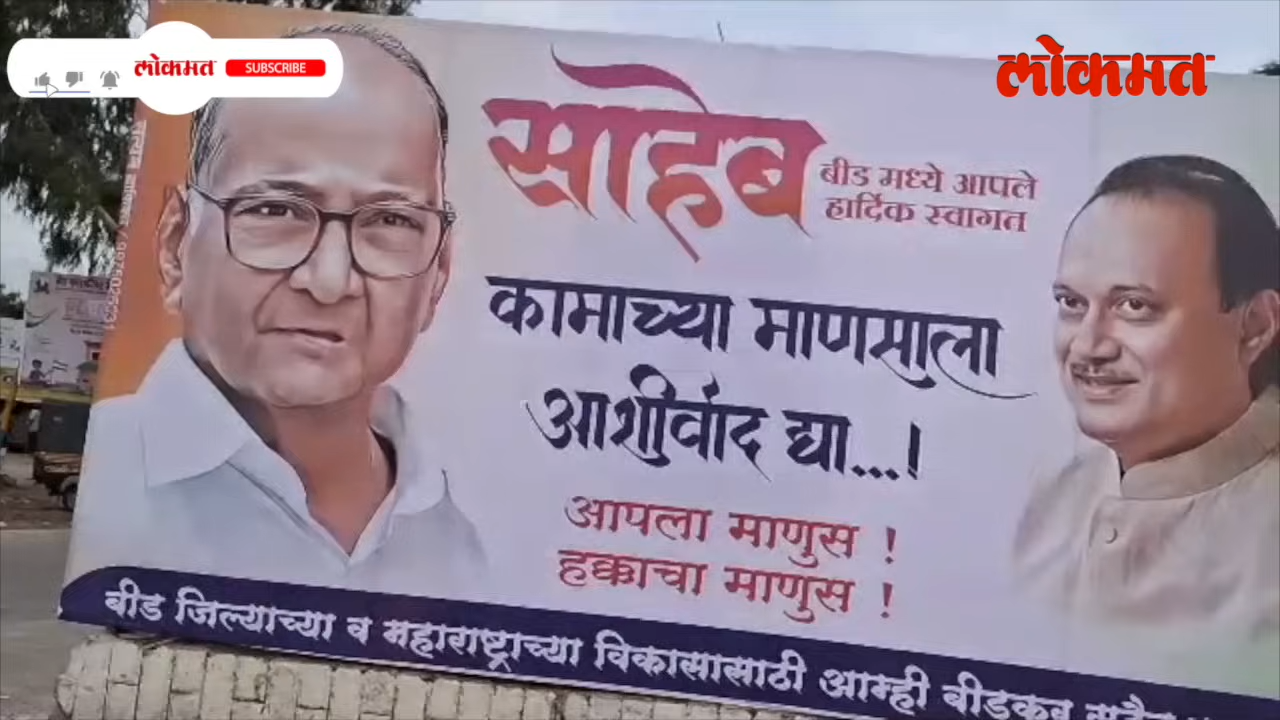 लोकमत SUBSCRIBE
लोकमत
साहेब
बीड मध्ये आपले
हार्दिक स्वागत
कामाच्या माणसाला
आशीर्वाद द्या...!
आपला माणुस !
हक्काचा माणुस !
बीड जिल्याच्या व महाराष्ट्राच्या विकासासाठी आम्ही बीडकर